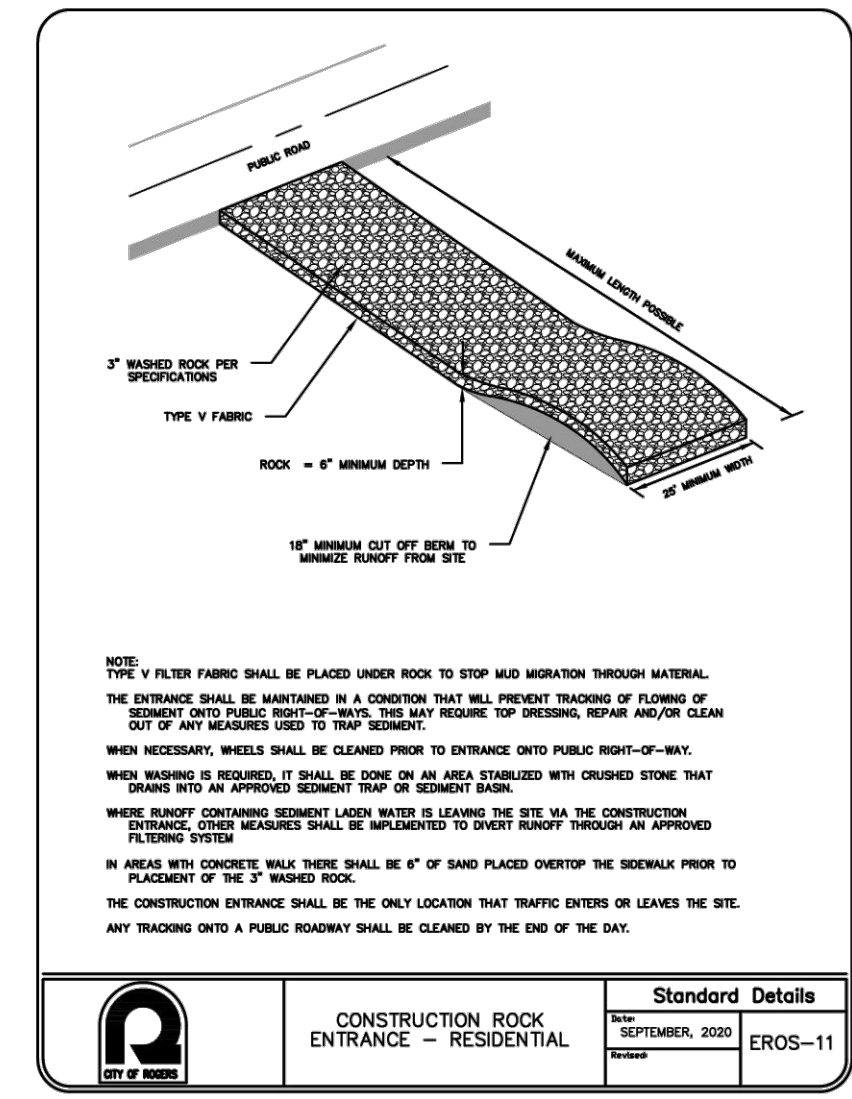 PUBLIC ROAD
MAXIMUM LENGTH POSSIBLE
3" WASHED ROCK PER
SPECIFICATIONS
TYPE V FABRIC
ROCK = 6" MINIMUM DEPTH
25' MINIMUM WIDTH
18" MINIMUM CUT OFF BERM TO
MINIMIZE RUNOFF FROM SITE
NOTE:
TYPE V FILTER FABRIC SHALL BE PLACED UNDER ROCK TO STOP MUD MIGRATION THROUGH MATERIAL.
THE ENTRANCE SHALL BE MAINTAINED IN A CONDITION THAT WILL PREVENT TRACKING OF FLOWING OF
SEDIMENT ONTO PUBLIC RIGHT-OF-WAYS. THIS MAY REQUIRE TOP DRESSING, REPAIR AND/OR CLEAN
OUT OF ANY MEASURES USED TO TRAP SEDIMENT.
WHEN NECESSARY, WHEELS SHALL BE CLEANED PRIOR TO ENTRANCE ONTO PUBLIC RIGHT-OF-WAY.
WHEN WASHING IS REQUIRED, IT SHALL BE DONE ON AN AREA STABILIZED WITH CRUSHED STONE THAT
DRAINS INTO AN APPROVED SEDIMENT TRAP OR SEDIMENT BASIN.
WHERE RUNOFF CONTAINING SEDIMENT LADEN WATER IS LEAVING THE SITE VIA THE CONSTRUCTION
ENTRANCE, OTHER MEASURES SHALL BE IMPLEMENTED TO DIVERT RUNOFF THROUGH AN APPROVED
FILTERING SYSTEM
IN AREAS WITH CONCRETE WALK THERE SHALL BE 6" OF SAND PLACED OVERTOP THE SIDEWALK PRIOR TO
PLACEMENT OF THE 3" WASHED ROCK.
THE CONSTRUCTION ENTRANCE SHALL BE THE ONLY LOCATION THAT TRAFFIC ENTERS OR LEAVES THE SITE.
ANY TRACKING ONTO A PUBLIC ROADWAY SHALL BE CLEANED BY THE END OF THE DAY.
CITY OF ROGERS
CONSTRUCTION ROCK
ENTRANCE - RESIDENTIAL
Standard Details
Date:
SEPTEMBER, 2020
Revised:
EROS-11